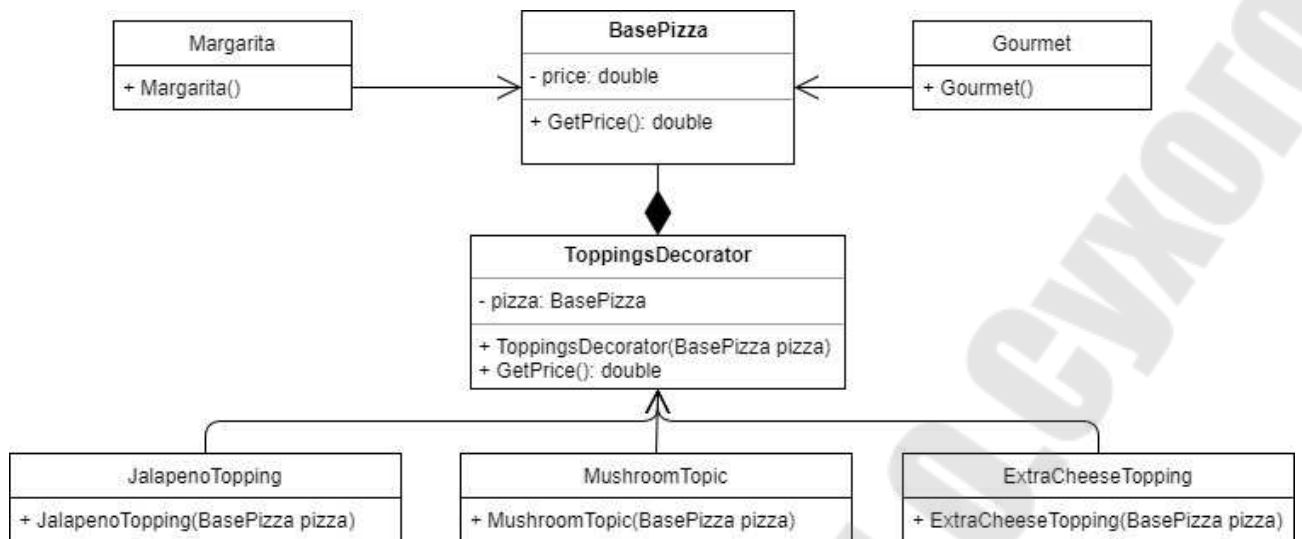 Margarita
+ Margarita()
BasePizza
- price: double
+ GetPrice(): double
Gourmet
+ Gourmet()
ToppingsDecorator
- pizza: BasePizza
+ ToppingsDecorator(BasePizza pizza)
+ GetPrice(): double
JalapenoTopping
+ JalapenoTopping(BasePizza pizza)
MushroomTopic
+ MushroomTopic(BasePizza pizza)
ExtraCheeseTopping
+ ExtraCheeseTopping(BasePizza pizza)